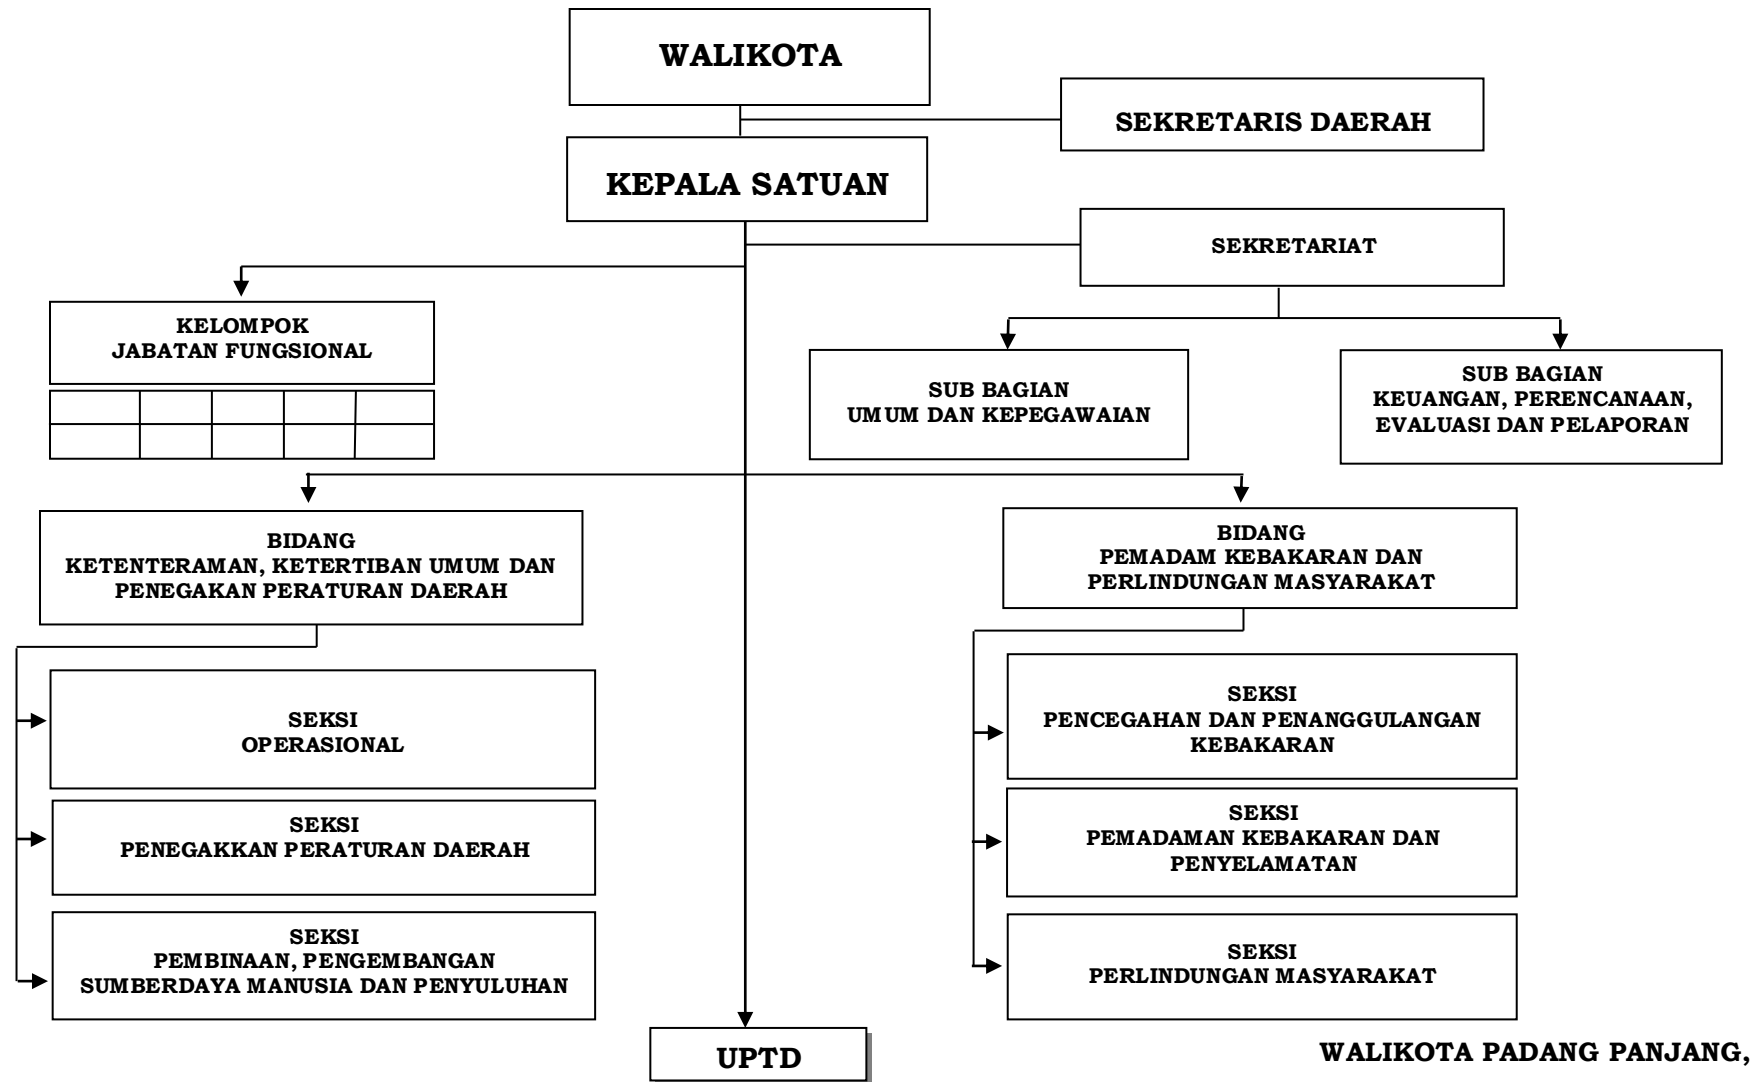 WALIKOTA
SEKRETARIS DAERAH
KEPALA SATUAN
SEKRETARIAT
KELOMPOK
JABATAN FUNGSIONAL
SUB BAGIAN
UMUM DAN KEPEGAWAIAN
SUB BAGIAN
KEUANGAN, PERENCANAAN,
EVALUASI DAN PELAPORAN
BIDANG
KETENTERAMAN, KETERTIBAN UMUM DAN
PENEGAKAN PERATURAN DAERAH
BIDANG
PEMADAM KEBAKARAN DAN
PERLINDUNGAN MASYARAKAT
SEKSI
OPERASIONAL
SEKSI
PENEGAKKAN PERATURAN DAERAH
SEKSI
PEMBINAAN, PENGEMBANGAN
SUMBERDAYA MANUSIA DAN PENYULUHAN
SEKSI
PENCEGAHAN DAN PENANGGULANGAN
KEBAKARAN
SEKSI
PEMADAMAN KEBAKARAN DAN
PENYELAMATAN
SEKSI
PERLINDUNGAN MASYARAKAT
UPTD
WALIKOTA PADANG PANJANG,